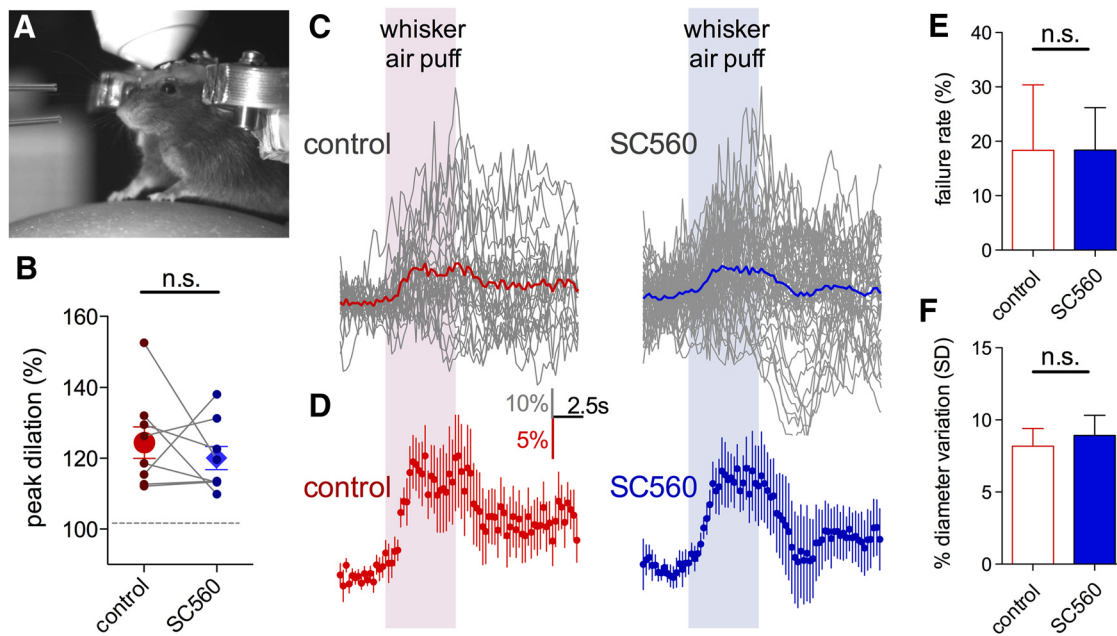 A
B
n.s.
160
140
120
100
peak dilation (%)
control
SC560
C
whisker
air puff
control
whisker
air puff
SC560
D
10%
2.5s
5%
control
SC560
E
n.s.
40
30
20
10
0
failure rate (%)
control
SC560
F
n.s.
15
10
5
0
% diameter variation (SD)
control
SC560